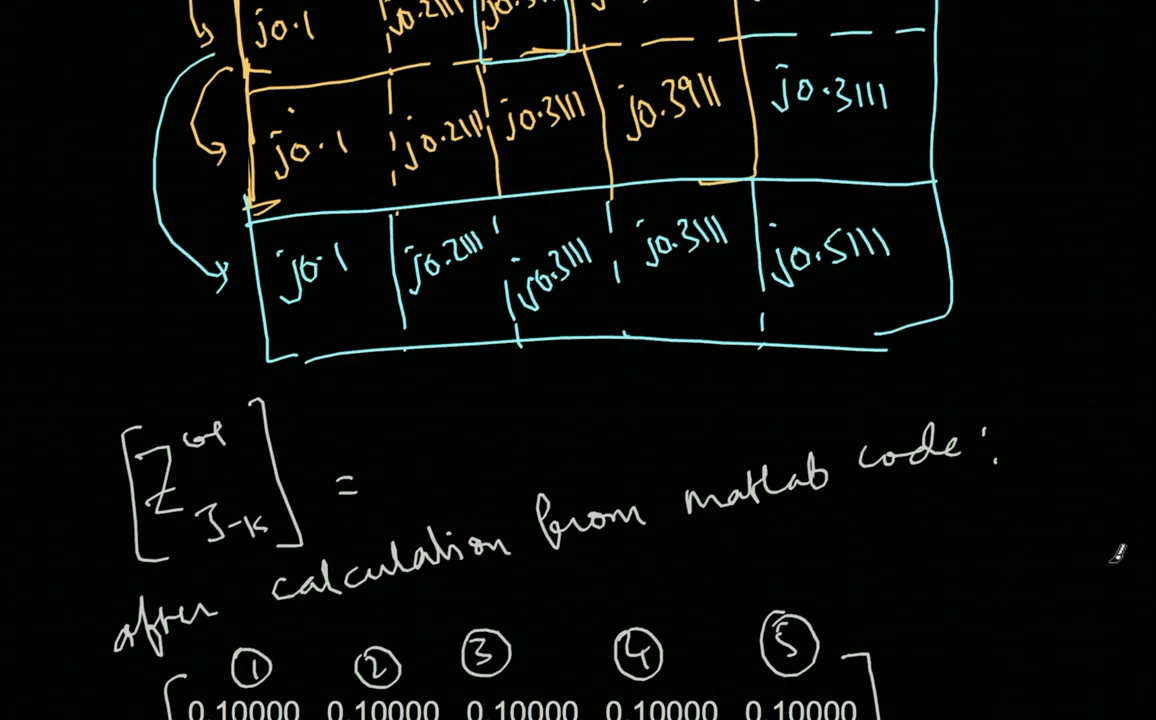 j0.1 j0.2111
j0.1 j0.2111 j0.3111 j0.3911 j0.3111
j0.1 j0.2111 j0.3111 j0.3111 j0.5111
Z =
3-K
after calculation from matlab code:
1 2 3 4 5
0.10000 0.10000 0.10000 0.10000 0.10000